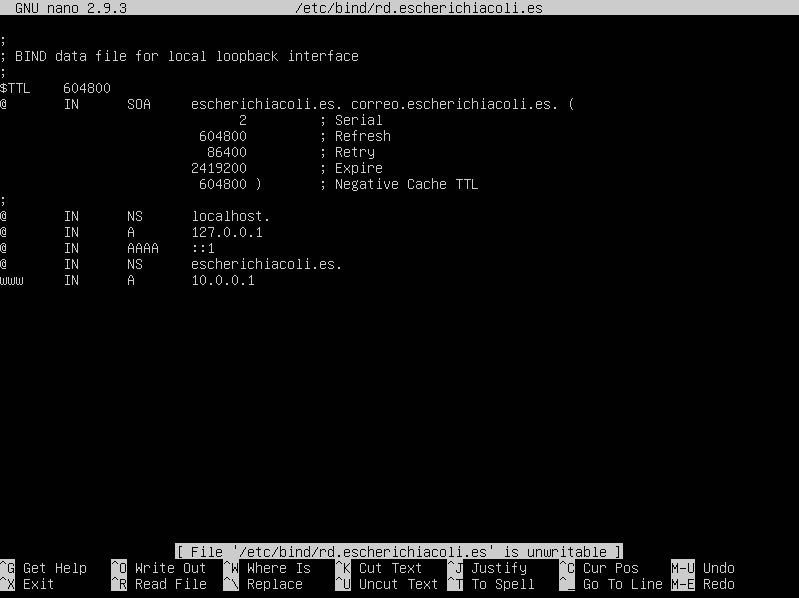 GNU nano 2.9.3 /etc/bind/rd.escherichiacoli.es
;
; BIND data file for local loopback interface
;
$TTL 604800
@ IN SOA escherichiacoli.es. correo.escherichiacoli.es. (
2 ; Serial
604800 ; Refresh
86400 ; Retry
2419200 ; Expire
604800 ) ; Negative Cache TTL
;
@ IN NS localhost.
@ IN A 127.0.0.1
@ IN AAAA ::1
@ IN NS escherichiacoli.es.
www IN A 10.0.0.1
[ File '/etc/bind/rd.escherichiacoli.es' is unwritable ]
^G Get Help ^O Write Out ^W Where Is ^K Cut Text ^J Justify ^C Cur Pos M-U Undo
^X Exit ^R Read File ^\ Replace ^U Uncut Text ^T To Spell ^_ Go To Line M-E Redo